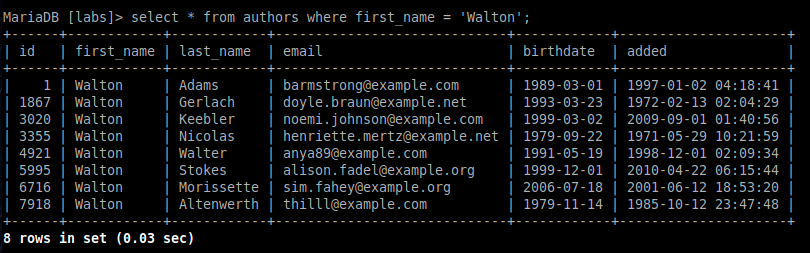 MariaDB [labs]> select * from authors where first_name = 'Walton';
+------+------------+------------+----------------------------+------------+---------------------+
| id   | first_name | last_name  | email                      | birthdate  | added               |
+------+------------+------------+----------------------------+------------+---------------------+
|    1 | Walton     | Adams      | barmstrong@example.com     | 1989-03-01 | 1997-01-02 04:18:41 |
| 1867 | Walton     | Gerlach    | doyle.braun@example.net    | 1993-03-23 | 1972-02-13 02:04:29 |
| 3020 | Walton     | Keebler    | noemi.johnson@example.com  | 1999-03-02 | 2009-09-01 01:40:56 |
| 3355 | Walton     | Nicolas    | henriette.mertz@example.net | 1979-09-22 | 1971-05-29 10:21:59 |
| 4921 | Walton     | Walter     | anya89@example.com         | 1991-05-19 | 1998-12-01 02:09:34 |
| 5995 | Walton     | Stokes     | alison.fadel@example.org   | 1999-12-01 | 2010-04-22 06:15:44 |
| 6716 | Walton     | Morissette | sim.fahey@example.org      | 2006-07-18 | 2001-06-12 18:53:20 |
| 7918 | Walton     | Altenwerth | thilll@example.com         | 1979-11-14 | 1985-10-12 23:47:48 |
+------+------------+------------+----------------------------+------------+---------------------+
8 rows in set (0.03 sec)